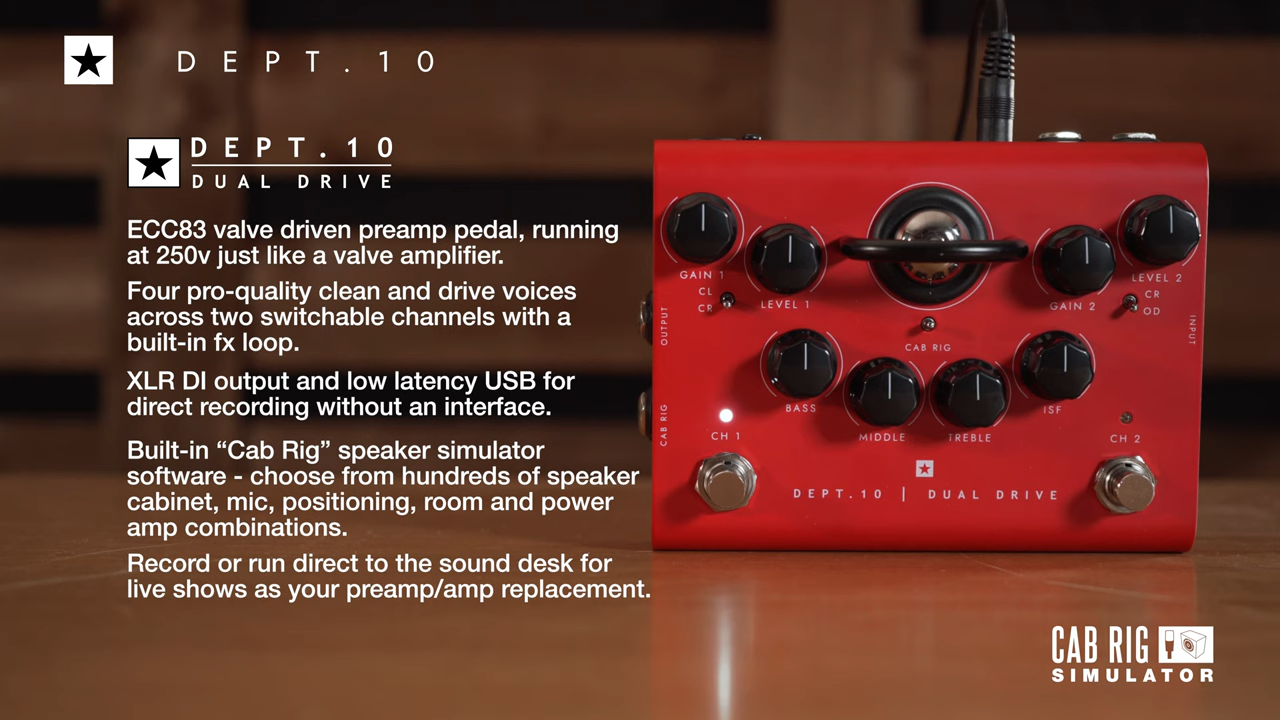 DEPT.10
DEPT.10
DUAL DRIVE
ECC83 valve driven preamp pedal, running
at 250v just like a valve amplifier.
Four pro-quality clean and drive voices
across two switchable channels with a
built-in fx loop.
XLR DI output and low latency USB for
direct recording without an interface.
Built-in “Cab Rig” speaker simulator
software - choose from hundreds of speaker
cabinet, mic, positioning, room and power
amp combinations.
Record or run direct to the sound desk for
live shows as your preamp/amp replacement.
GAIN 1
CL
CR
LEVEL 1
OUTPUT
CAB RIG
GAIN 2
LEVEL 2
CR
OD
INPUT
BASS
MIDDLE
TREBLE
ISF
CAB RIG
CH 1
CH 2
DEPT.10 | DUAL DRIVE
CAB RIG
SIMULATOR